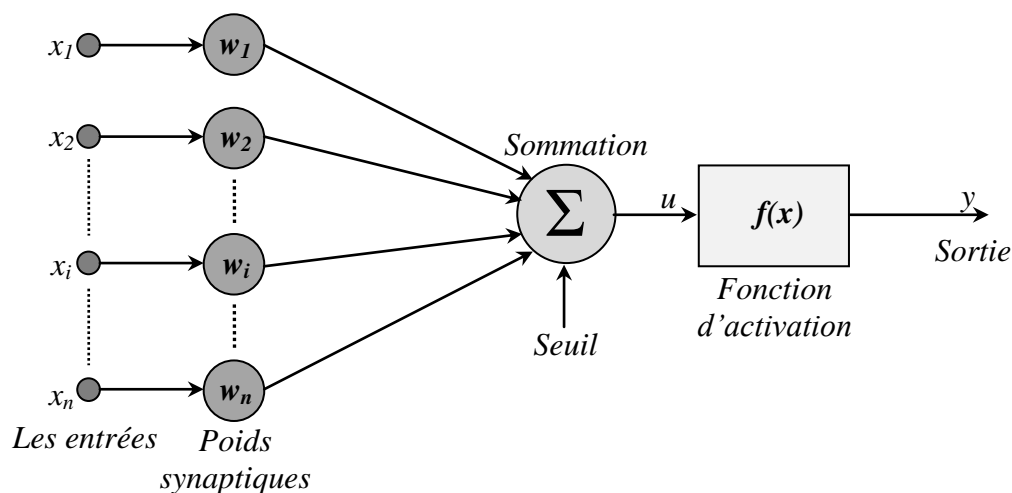 x1
w1
x2
w2
Sommation
Σ
u
f(x)
y
Sortie
xi
wi
Fonction
d'activation
Seuil
xn
wn
Les entrées
Poids
synaptiques